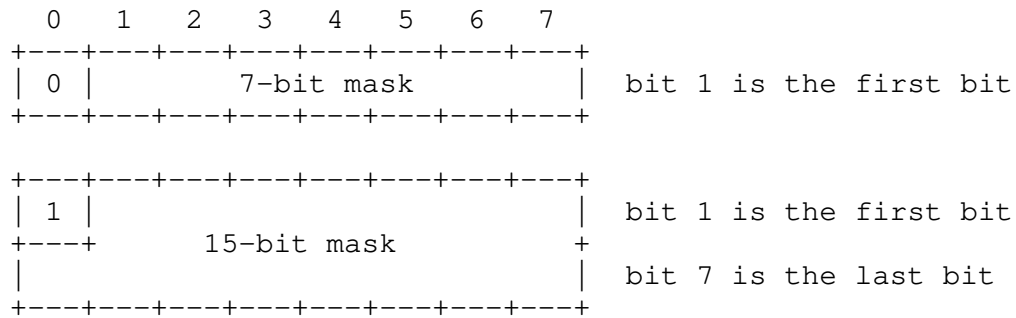 0   1   2   3   4   5   6   7
+---+---+---+---+---+---+---+---+
| 0 |        7-bit mask         |  bit 1 is the first bit
+---+---+---+---+---+---+---+---+

+---+---+---+---+---+---+---+---+
| 1 |                           |  bit 1 is the first bit
+---+      15-bit mask          +
|                               |  bit 7 is the last bit
+---+---+---+---+---+---+---+---+